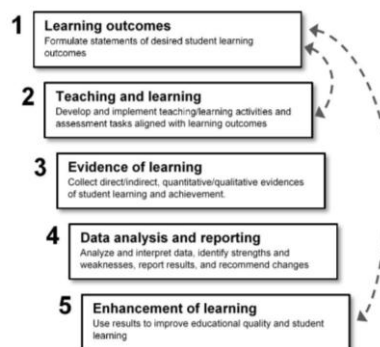 1 Learning outcomes
Formulate statements of desired student learning
outcomes
2 Teaching and learning
Develop and implement teaching/learning activities and
assessment tasks aligned with learning outcomes
3 Evidence of learning
Collect direct/indirect, quantitative/qualitative evidences
of student learning and achievement.
4 Data analysis and reporting
Analyze and interpret data, identify strengths and
weaknesses, report results, and recommend changes
5 Enhancement of learning
Use results to improve educational quality and student
learning